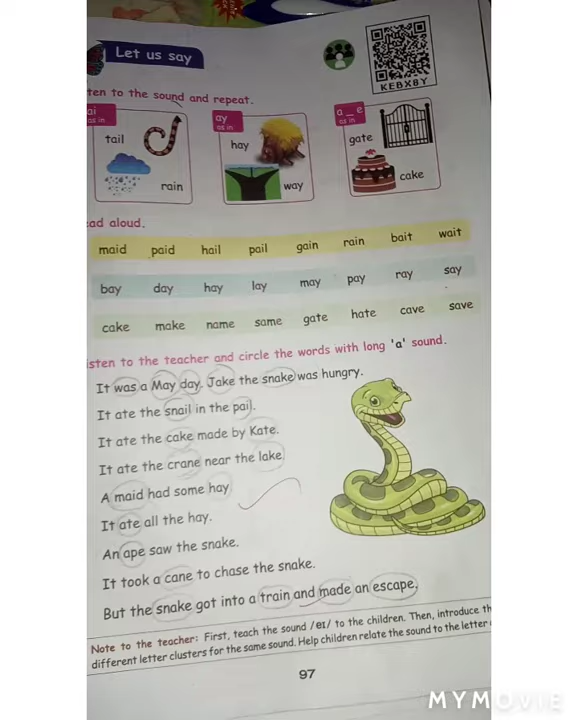 Let us say
KEBXBY
ten to the sound and repeat.
ai
as in
tail
rain
ay
as in
hay
way
a _ e
as in
gate
cake
ad aloud.
maid paid hail pail gain rain bait wait
bay day hay lay may pay ray say
cake make name same gate hate cave save
isten to the teacher and circle the words with long 'a' sound.
It was a May day. Jake the snake was hungry.
It ate the snail in the pail.
It ate the cake made by Kate.
It ate the crane near the lake
A maid had some hay
It ate all the hay.
An ape saw the snake.
It took a cane to chase the snake.
But the snake got into a train and made an escape.
Note to the teacher: First, teach the sound /eɪ/ to the children. Then, introduce th
different letter clusters for the same sound. Help children relate the sound to the letter
97
MYMOVIE